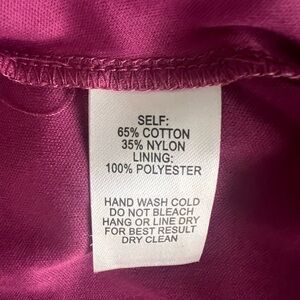 SELF:
65% COTTON
35% NYLON
LINING:
100% POLYESTER
HAND WASH COLD
DO NOT BLEACH
HANG OR LINE DRY
FOR BEST RESULT
DRY CLEAN